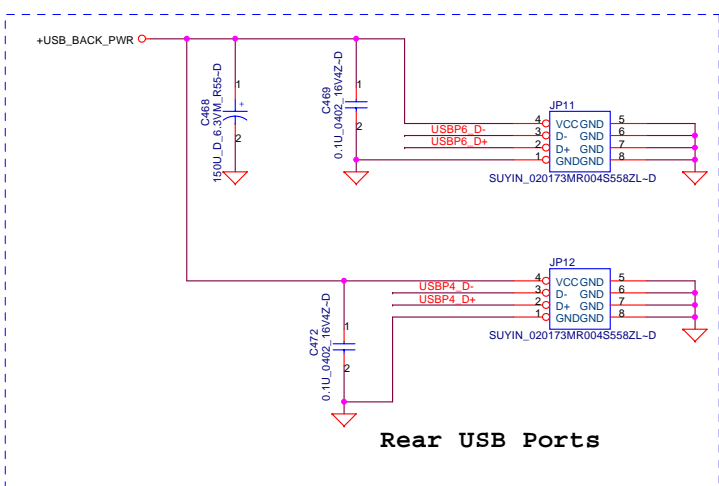 +USB_BACK_PWR
1
+
2
C468
150U_D_6.3VM_R55~D
1
2
C469
0.1U_0402_16V4Z~D
JP11
USBP6_D-
USBP6_D+
4 VCC GND 5
3 D- GND 6
2 D+ GND 7
1 GND GND 8
SUYIN_020173MR004S558ZL~D
JP12
USBP4_D-
USBP4_D+
4 VCC GND 5
3 D- GND 6
2 D+ GND 7
1 GND GND 8
SUYIN_020173MR004S558ZL~D
1
2
C472
0.1U_0402_16V4Z~D
Rear USB Ports